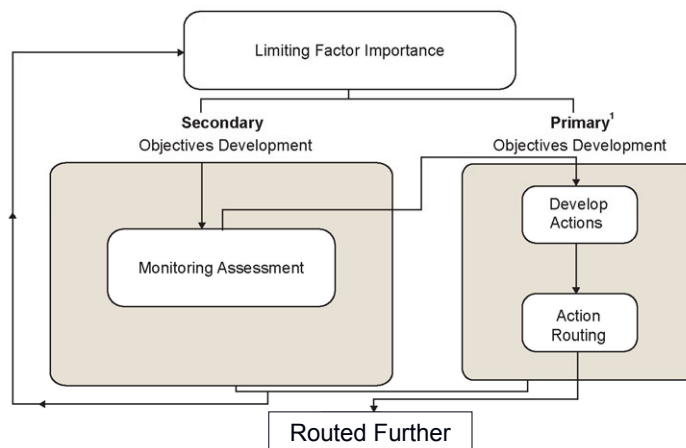 Limiting Factor Importance
Secondary
Objectives Development
Primary¹
Objectives Development
Monitoring Assessment
Develop
Actions
Action
Routing
Routed Further